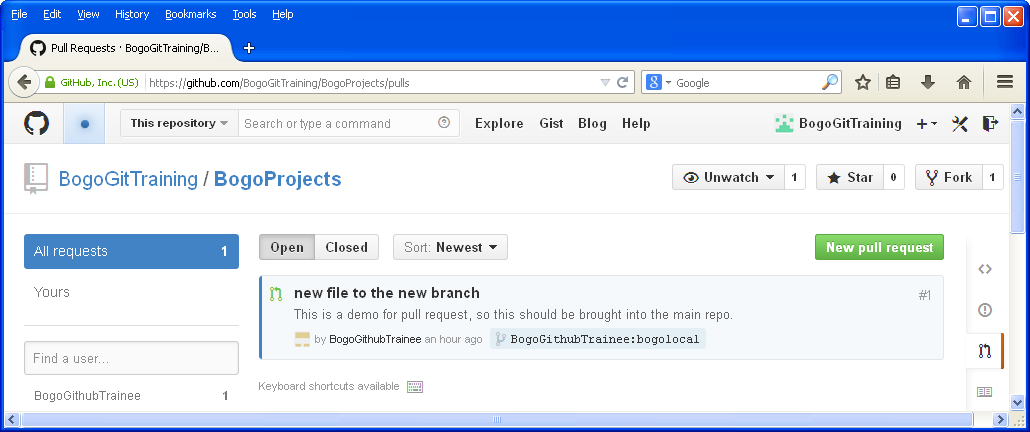 File Edit View History Bookmarks Tools Help
Pull Requests · BogoGitTraining/B...
GitHub, Inc. (US) https://github.com/BogoGitTraining/BogoProjects/pulls Google
This repository Search or type a command Explore Gist Blog Help BogoGitTraining
BogoGitTraining / BogoProjects Unwatch 1 Star 0 Fork 1
All requests 1 Open Closed Sort: Newest New pull request
new file to the new branch #1
Yours
This is a demo for pull request, so this should be brought into the main repo.
by BogoGithubTrainee an hour ago BogoGithubTrainee:bogolocal
Find a user...
Keyboard shortcuts available
BogoGithubTrainee 1